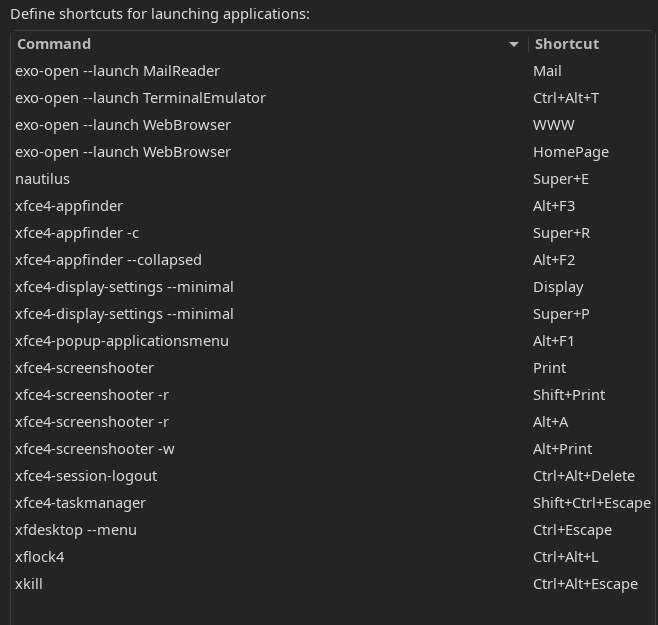 Define shortcuts for launching applications:
Command Shortcut
exo-open --launch MailReader Mail
exo-open --launch TerminalEmulator Ctrl+Alt+T
exo-open --launch WebBrowser WWW
exo-open --launch WebBrowser HomePage
nautilus Super+E
xfce4-appfinder Alt+F3
xfce4-appfinder -c Super+R
xfce4-appfinder --collapsed Alt+F2
xfce4-display-settings --minimal Display
xfce4-display-settings --minimal Super+P
xfce4-popup-applicationsmenu Alt+F1
xfce4-screenshooter Print
xfce4-screenshooter -r Shift+Print
xfce4-screenshooter -r Alt+A
xfce4-screenshooter -w Alt+Print
xfce4-session-logout Ctrl+Alt+Delete
xfce4-taskmanager Shift+Ctrl+Escape
xfdesktop --menu Ctrl+Escape
xflock4 Ctrl+Alt+L
xkill Ctrl+Alt+Escape